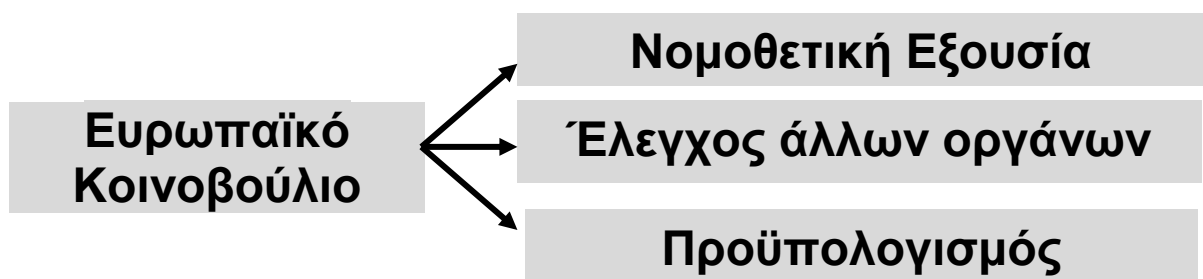 Νομοθετική Εξουσία
Ευρωπαϊκό
Κοινοβούλιο
Έλεγχος άλλων οργάνων
Προϋπολογισμός